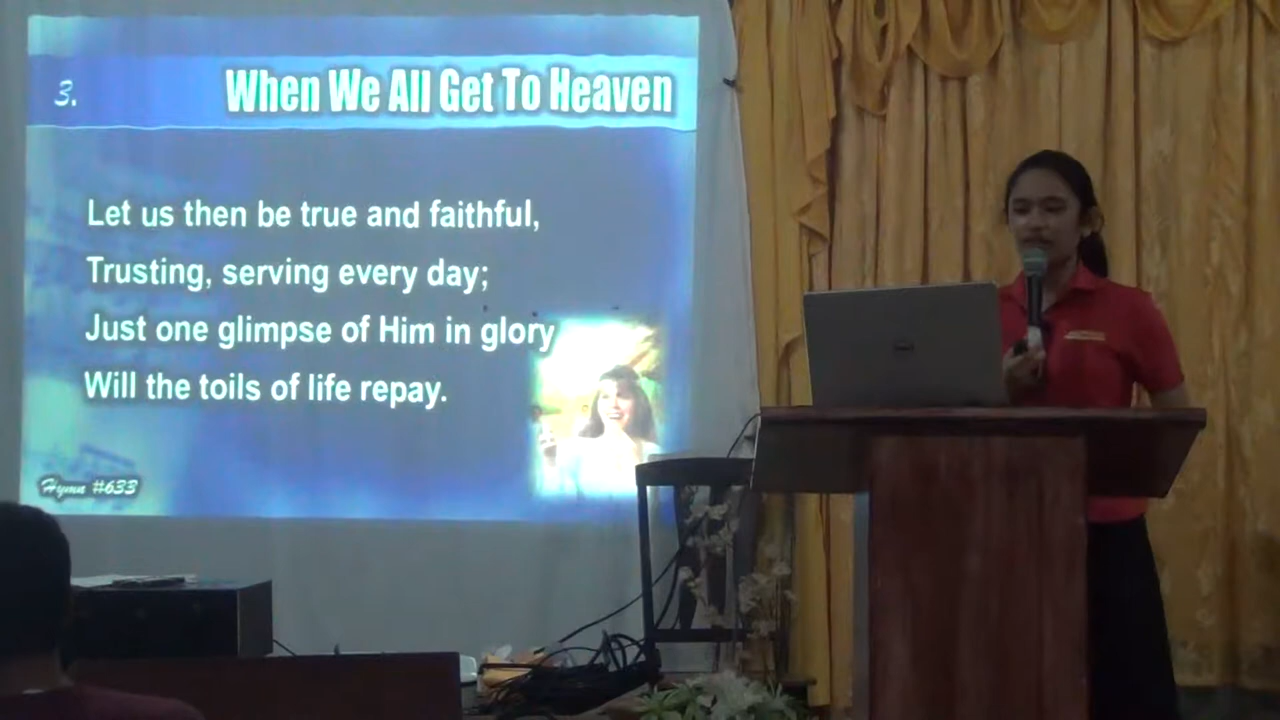 3.
When We All Get To Heaven
Let us then be true and faithful,
Trusting, serving every day;
Just one glimpse of Him in glory
Will the toils of life repay.
Hymn #633